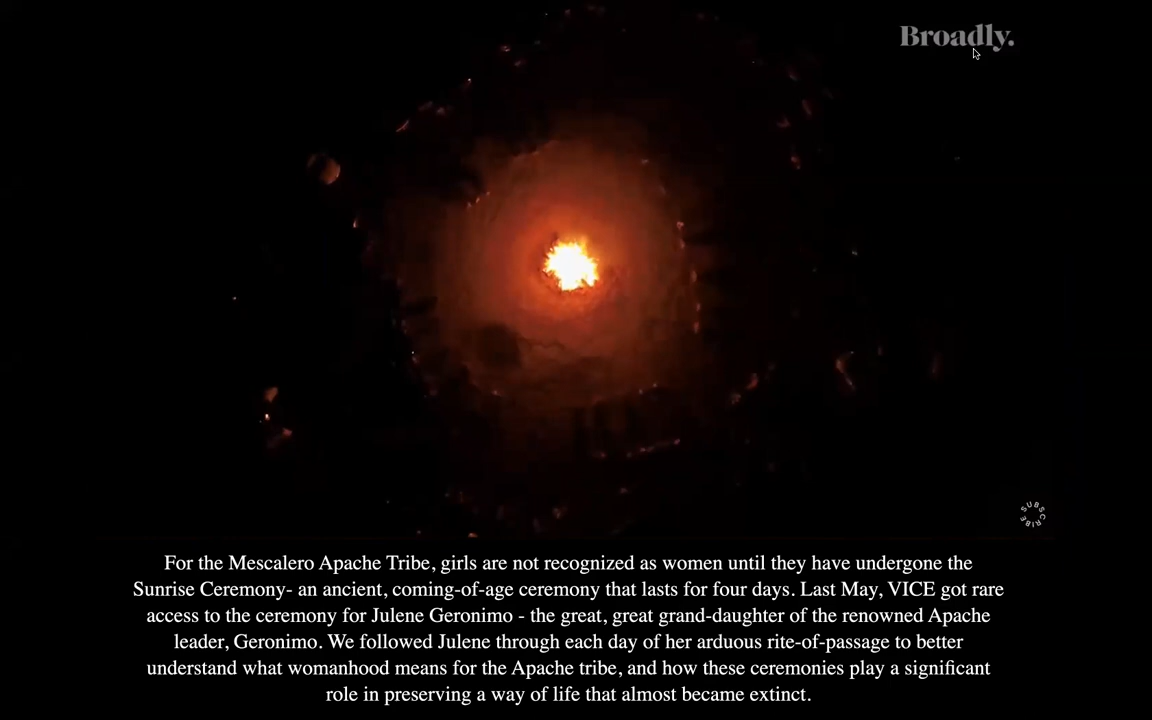 Broadly.
SUBSCRIBE
For the Mescalero Apache Tribe, girls are not recognized as women until they have undergone the
Sunrise Ceremony- an ancient, coming-of-age ceremony that lasts for four days. Last May, VICE got rare
access to the ceremony for Julene Geronimo - the great, great grand-daughter of the renowned Apache
leader, Geronimo. We followed Julene through each day of her arduous rite-of-passage to better
understand what womanhood means for the Apache tribe, and how these ceremonies play a significant
role in preserving a way of life that almost became extinct.